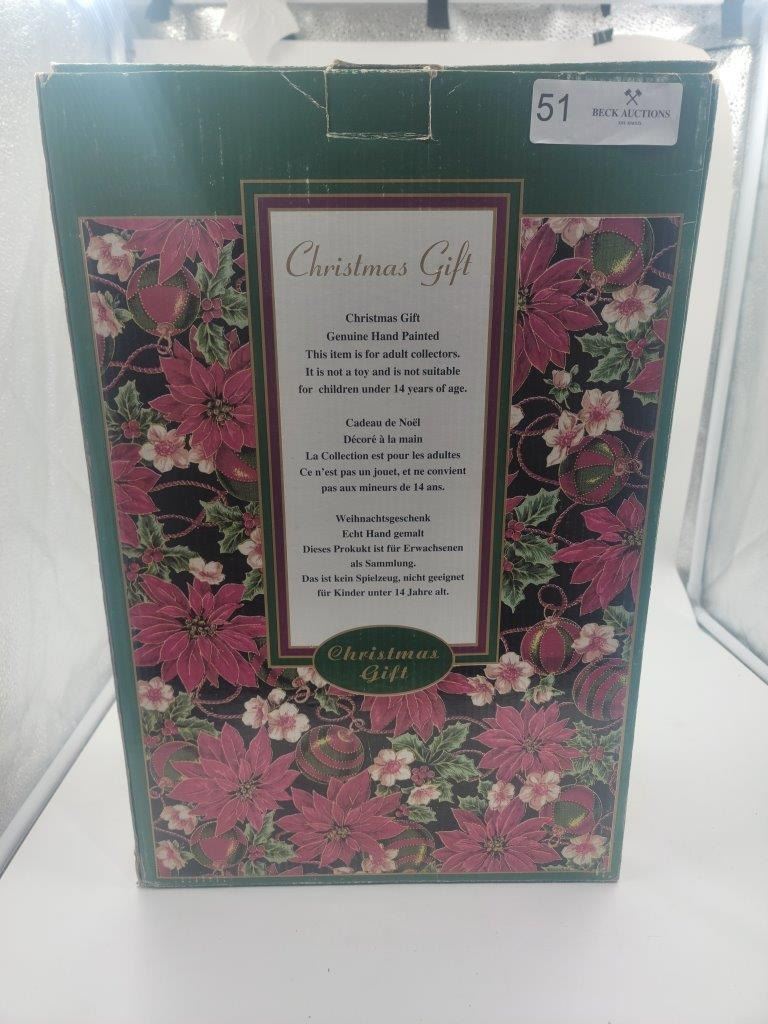 51
BECK AUCTIONS
Christmas Gift
Christmas Gift
Genuine Hand Painted
This item is for adult collectors.
It is not a toy and is not suitable
for children under 14 years of age.
Cadeau de Noël
Décoré à la main
La Collection est pour les adultes
Ce n'est pas un jouet, et ne convient
pas aux mineurs de 14 ans.
Weihnachtsgeschenk
Echt Hand gemalt
Dieses Prokukt ist für Erwachsenen
als Sammlung.
Das ist kein Spielzeug, nicht geeignet
für Kinder unter 14 Jahre alt.
Christmas
Gift